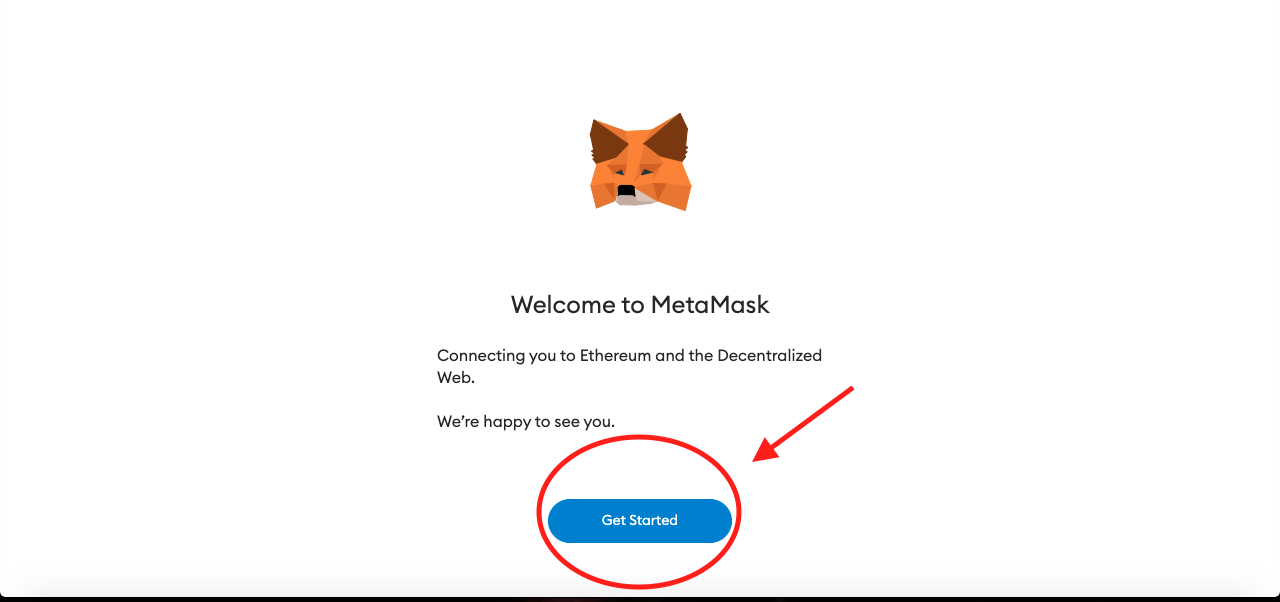 Welcome to MetaMask
Connecting you to Ethereum and the Decentralized
Web.
We’re happy to see you.
Get Started